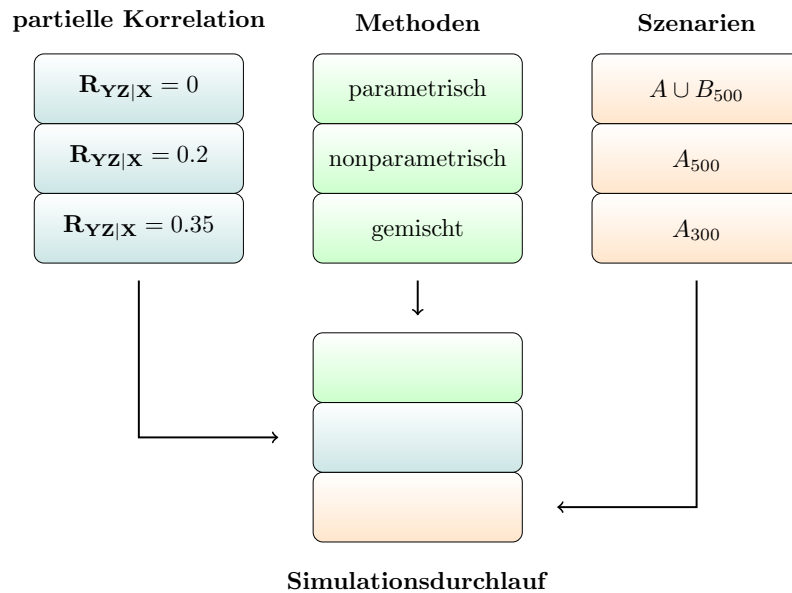 partielle Korrelation
Methoden
Szenarien
R_{YZ|X} = 0
parametrisch
A ∪ B_{500}
R_{YZ|X} = 0.2
nonparametrisch
A_{500}
R_{YZ|X} = 0.35
gemischt
A_{300}
Simulationsdurchlauf